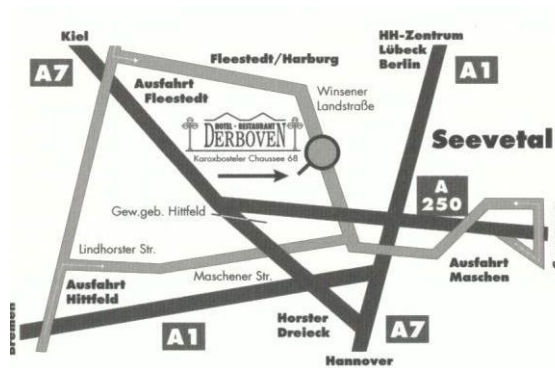 Kiel
HH-Zentrum
Lübeck
Berlin
A7
Fleestedt/Harburg
A1
Ausfahrt
Fleestedt
Winsener
Landstraße
HOTEL · RESTAURANT
DERBOVEN
Karoxbosteler Chaussee 68
Seevetal
A
250
Gew.geb. Hittfeld
Lindhorster Str.
Ausfahrt
Maschen
Maschener Str.
Ausfahrt
Hittfeld
Bremen
A1
Horster
Dreieck
A7
Hannover